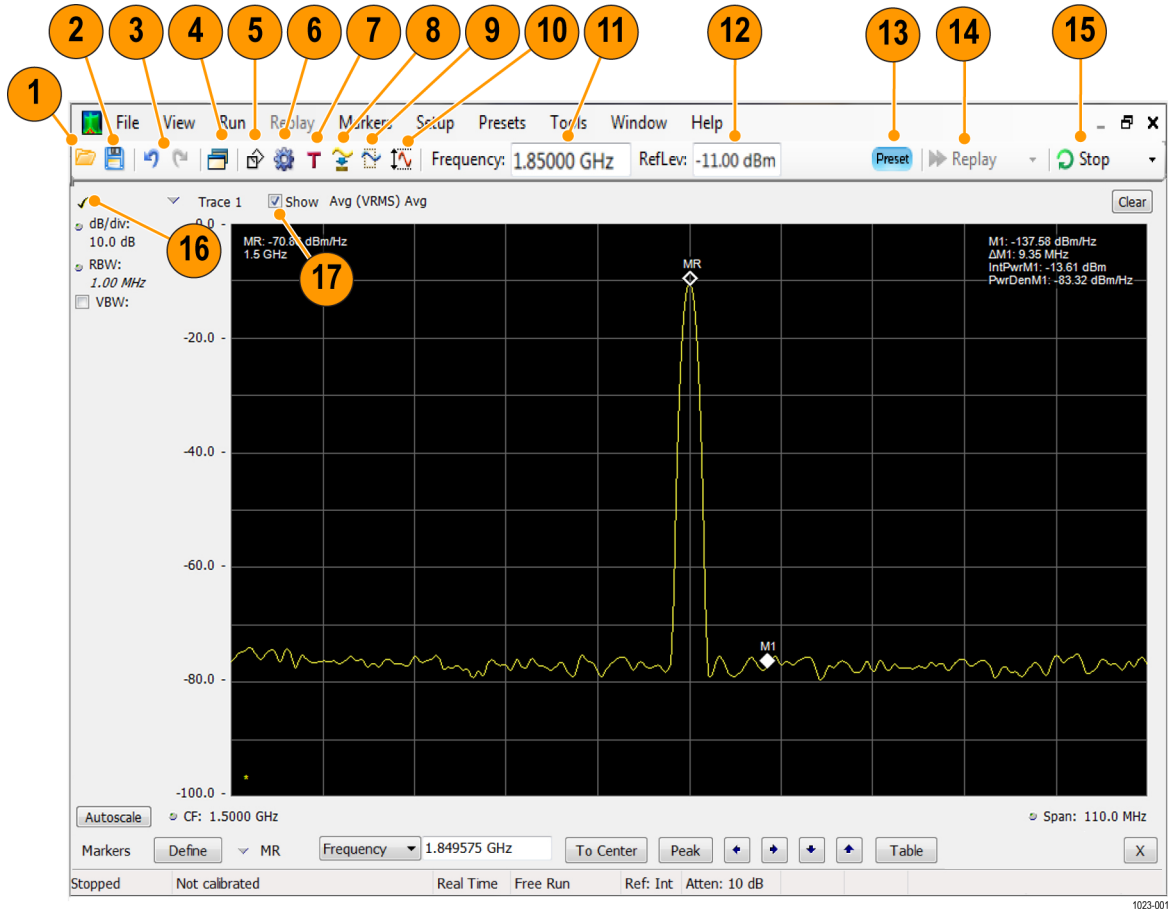 2 3 4 5 6 7 8 9 10 11 12 13 14 15
1
File View Run Replay Markers Setup Presets Tools Window Help
T Frequency: 1.85000 GHz RefLev: -11.00 dBm Preset Replay Stop
Trace 1 Show Avg (VRMS) Avg Clear
16
17
dB/div:
10.0 dB
RBW:
1.00 MHz
VBW:
0.0 -
-20.0 -
-40.0 -
-60.0 -
-80.0 -
-100.0 -
dBm/Hz
1.5 GHz
MR
M1: -137.58 dBm/Hz
ΔM1: 9.35 MHz
IntPwrM1: -13.61 dBm
PwrDenM1: -83.32 dBm/Hz
M1
*
Autoscale CF: 1.5000 GHz Span: 110.0 MHz
Markers Define MR Frequency 1.849575 GHz To Center Peak Table X
Stopped Not calibrated Real Time Free Run Ref: Int Atten: 10 dB
1023-001